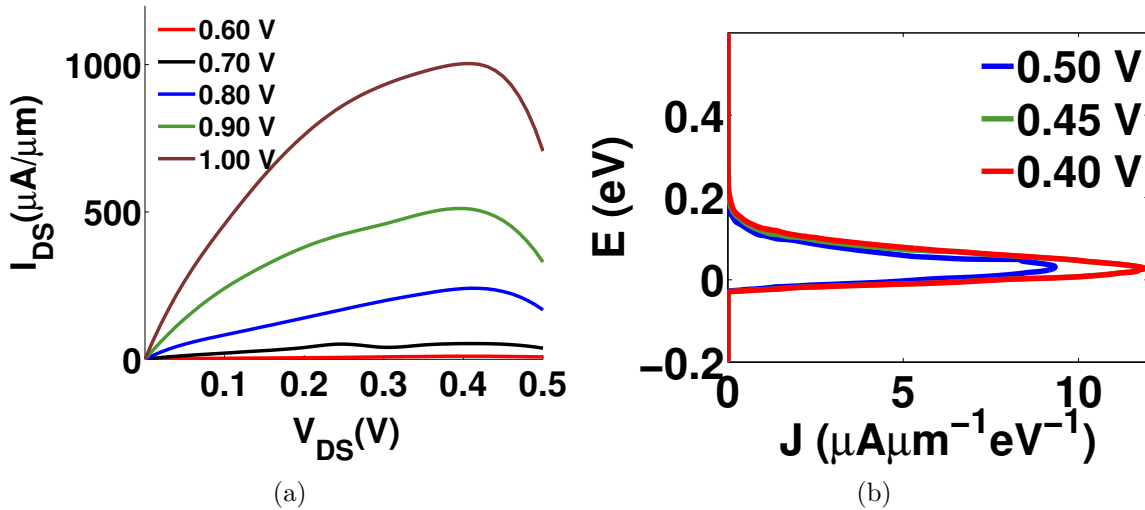 0.60 V
0.70 V
0.80 V
0.90 V
1.00 V
1000
500
0
0.1 0.2 0.3 0.4 0.5
I_DS(μA/μm)
V_DS(V)
(a)
0.50 V
0.45 V
0.40 V
0.4
0.2
0
−0.2
0 5 10
E (eV)
J (μAμm⁻¹eV⁻¹)
(b)